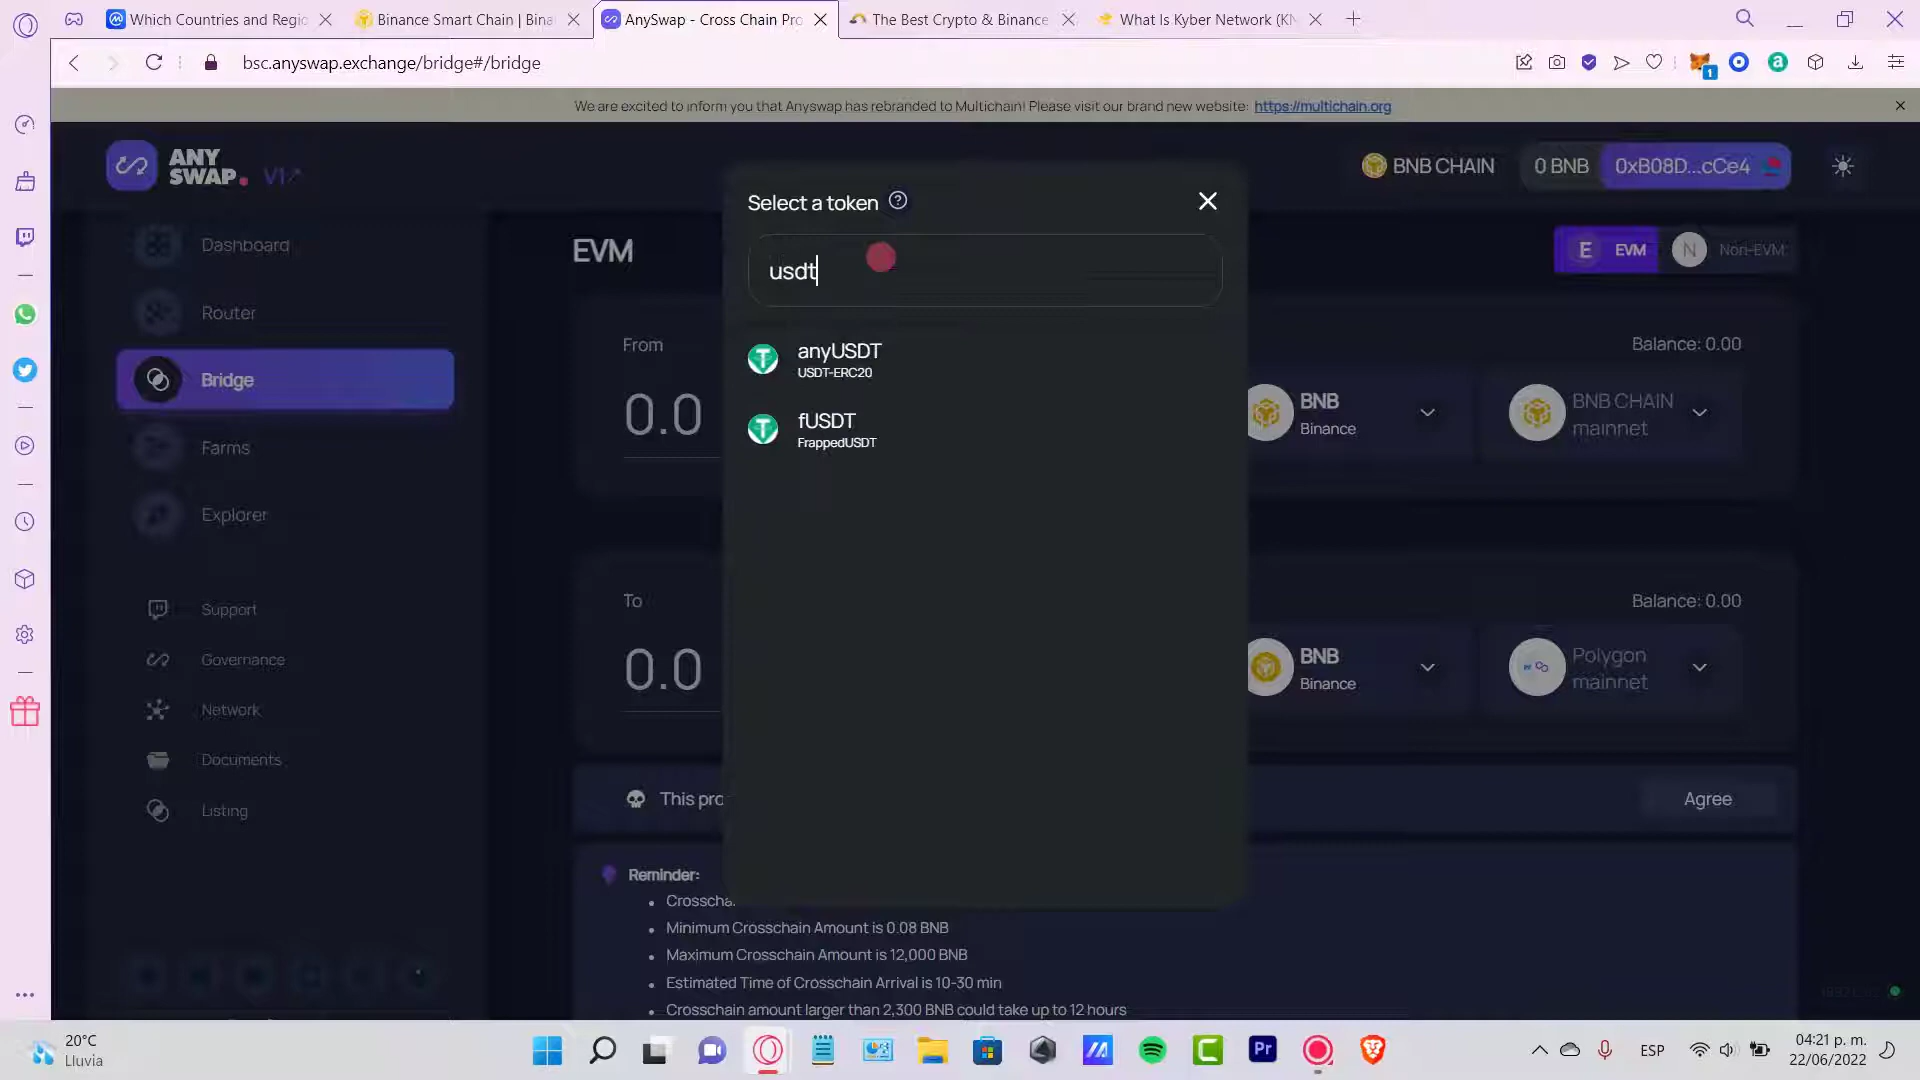 Which Countries and Regio
Binance Smart Chain | Bina
AnySwap - Cross Chain Pro
The Best Crypto & Binance
What Is Kyber Network (KN
bsc.anyswap.exchange/bridge#/bridge
1
We are excited to inform you that Anyswap has rebranded to Multichain! Please visit our brand new website: https://multichain.org
ANY
SWAP.
V1↗
BNB CHAIN
0 BNB
0xB08D...cCe4
Dashboard
Router
Bridge
Farms
Explorer
Support
Governance
Network
Documents
Listing
EVM
E EVM
N Non-EVM
Select a token
usdt
anyUSDT
USDT-ERC20
fUSDT
FrappedUSDT
From
Balance: 0.00
0.0
BNB
Binance
BNB CHAIN
mainnet
To
Balance: 0.00
0.0
BNB
Binance
Polygon
mainnet
This pro
Agree
Reminder:
Crosscha
Minimum Crosschain Amount is 0.08 BNB
Maximum Crosschain Amount is 12,000 BNB
Estimated Time of Crosschain Arrival is 10-30 min
Crosschain amount larger than 2,300 BNB could take up to 12 hours
20°C
Lluvia
Pr
ESP
04:21 p. m.
22/06/2022